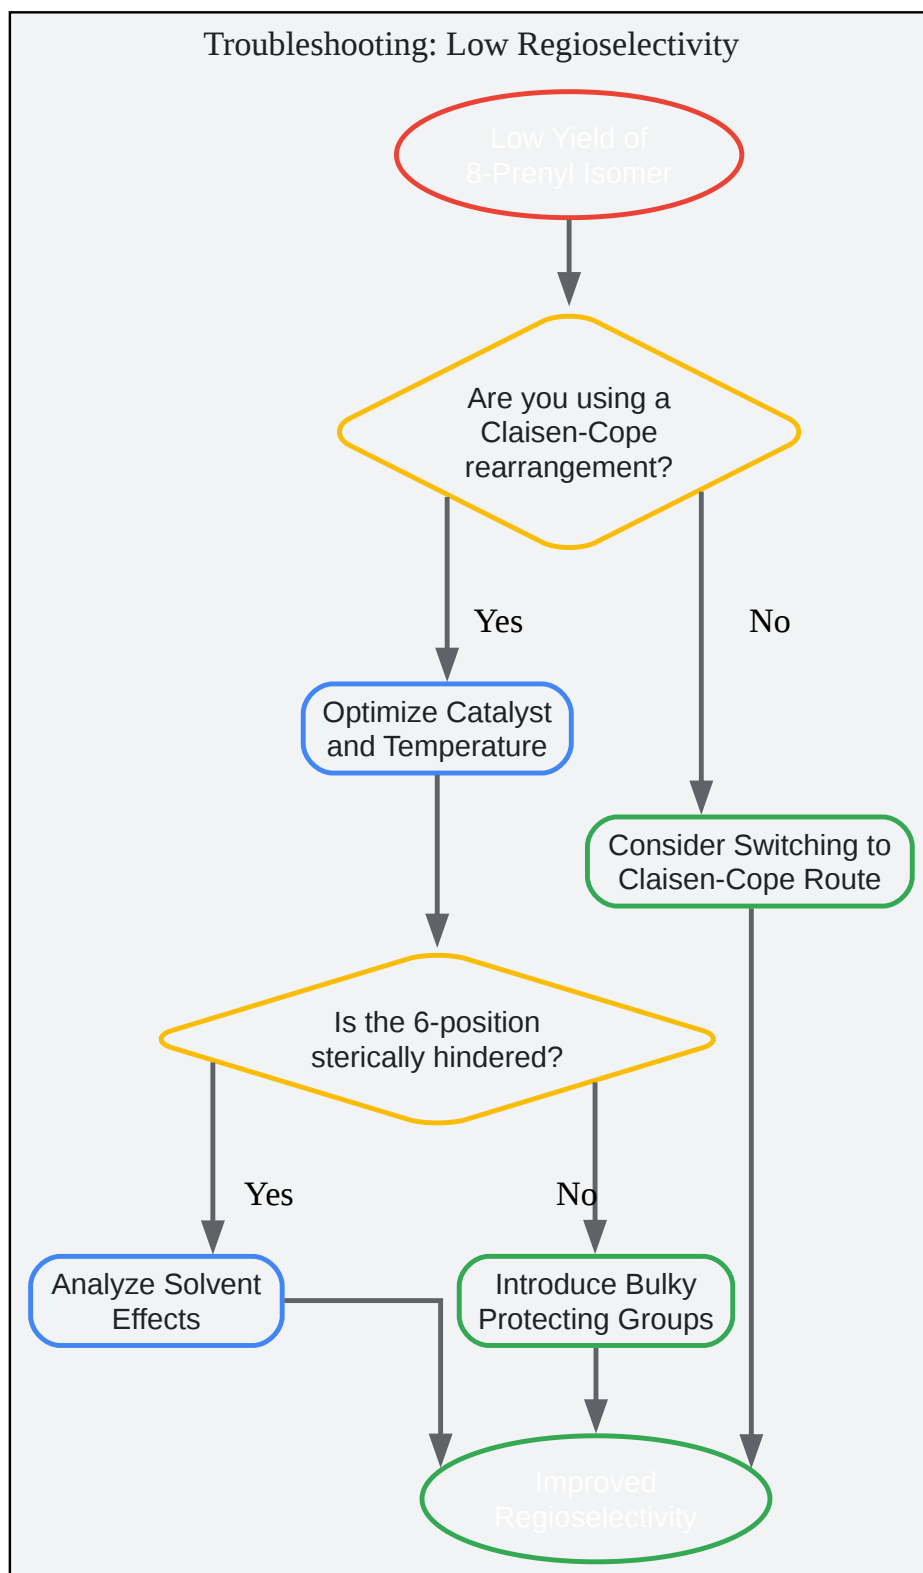 Troubleshooting: Low Regioselectivity
Low Yield of
8-Prenyl Isomer
Are you using a
Claisen-Cope
rearrangement?
Yes
No
Optimize Catalyst
and Temperature
Consider Switching to
Claisen-Cope Route
Is the 6-position
sterically hindered?
Yes
No
Analyze Solvent
Effects
Introduce Bulky
Protecting Groups
Improved
Regioselectivity